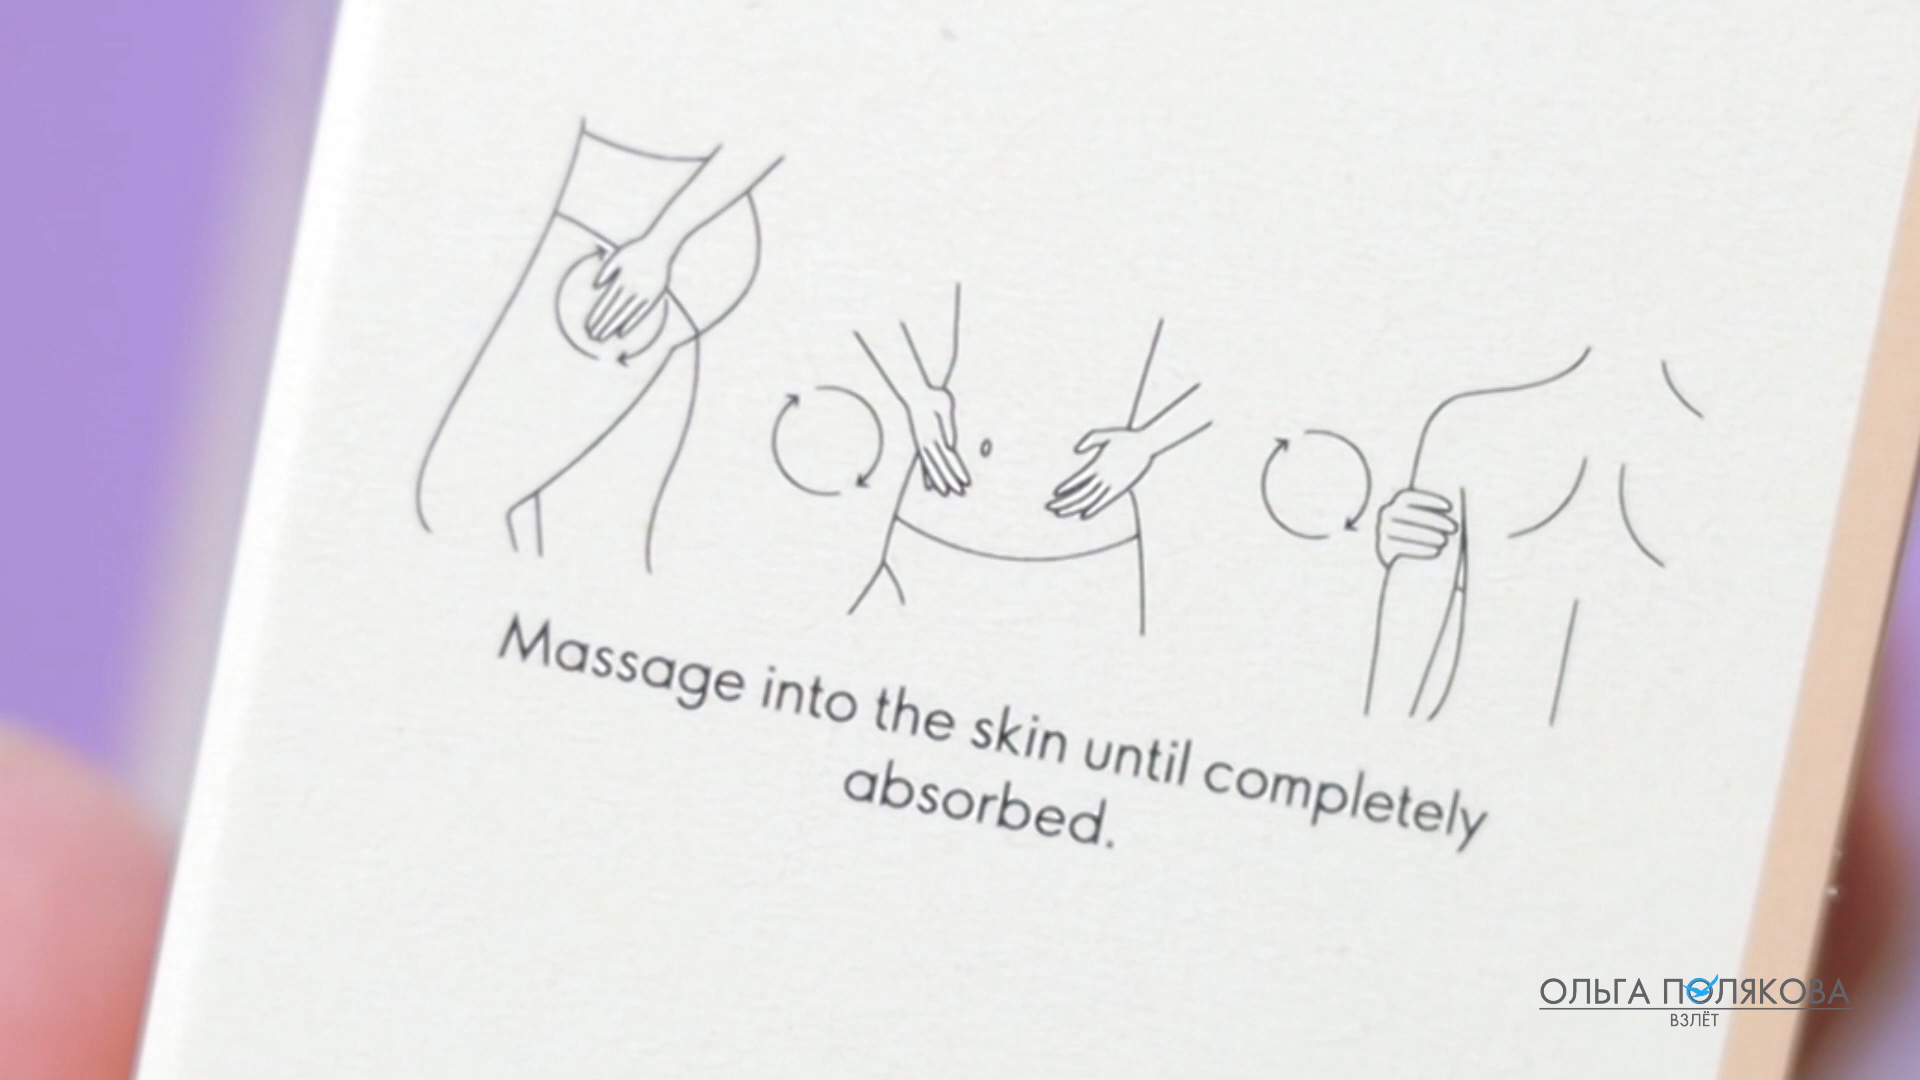 Massage into the skin until completely
absorbed.
ОЛЬГА ПОЛЯКОВА
ВЗЛЁТ